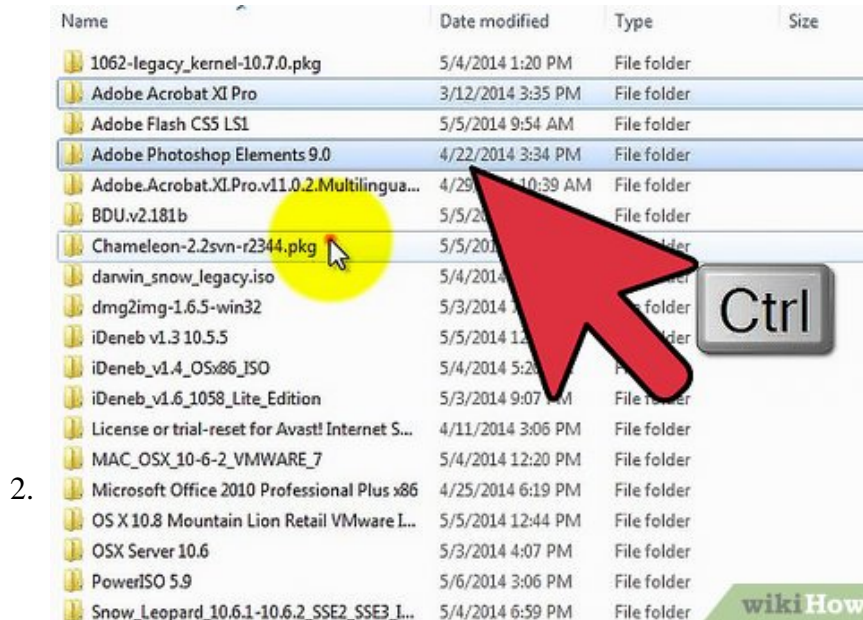 Name Date modified Type Size
1062-legacy_kernel-10.7.0.pkg 5/4/2014 1:20 PM File folder
Adobe Acrobat XI Pro 3/12/2014 3:35 PM File folder
Adobe Flash CS5 LS1 5/5/2014 9:54 AM File folder
Adobe Photoshop Elements 9.0 4/22/2014 3:34 PM File folder
Adobe.Acrobat.XI.Pro.v11.0.2.Multilingua... 10:39 AM File folder
BDU.v2.181b
Chameleon-2.2svn-r2344.pkg
darwin_snow_legacy.iso
dmg2img-1.6.5-win32 5/3/2014 folder
Ctrl
iDeneb v1.3 10.5.5 5/5/2014
iDeneb_v1.4_OSx86_ISO 5/4/2014
iDeneb_v1.6_1058_Lite_Edition 5/3/2014 9:07 File folder
License or trial-reset for Avast! Internet S... 4/11/2014 3:06 PM File folder
MAC_OSX_10-6-2_VMWARE_7 5/4/2014 12:20 PM File folder
2. Microsoft Office 2010 Professional Plus x86 4/25/2014 6:19 PM File folder
OS X 10.8 Mountain Lion Retail VMware I... 5/5/2014 12:44 PM File folder
OSX Server 10.6 5/3/2014 4:07 PM File folder
PowerISO 5.9 5/6/2014 3:06 PM File folder
Snow_Leopard_10.6.1-10.6.2_SSE2_SSE3_I... 5/4/2014 6:59 PM File folder
wikiHow